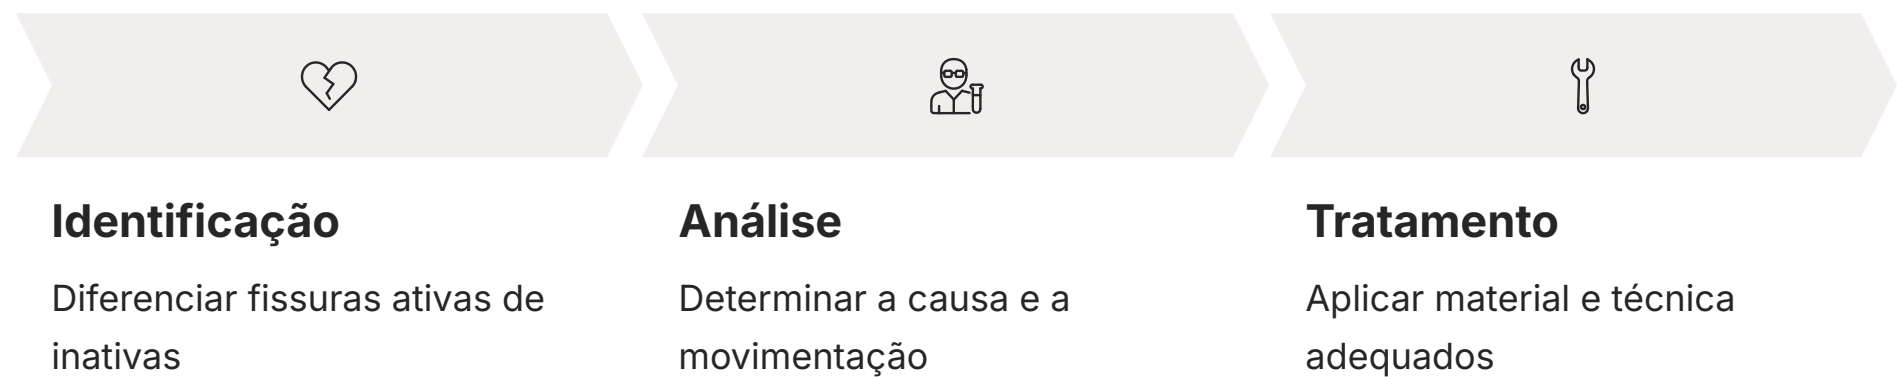 Identificação
Diferenciar fissuras ativas de
inativas
Análise
Determinar a causa e a
movimentação
Tratamento
Aplicar material e técnica
adequados